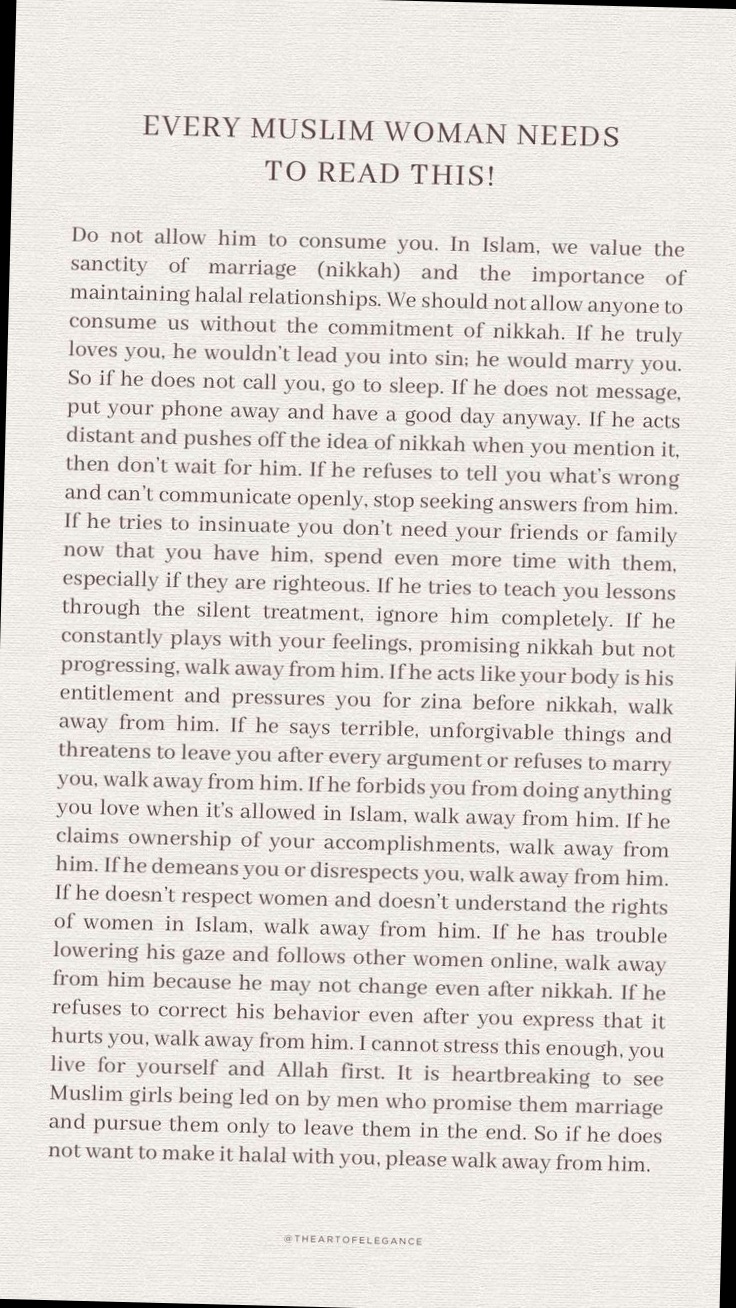 EVERY MUSLIM WOMAN NEEDS
TO READ THIS!
Do not allow him to consume you. In Islam, we value the
sanctity of marriage (nikkah) and the importance of
maintaining halal relationships. We should not allow anyone to
consume us without the commitment of nikkah. If he truly
loves you, he wouldn't lead you into sin; he would marry you.
So if he does not call you, go to sleep. If he does not message,
put your phone away and have a good day anyway. If he acts
distant and pushes off the idea of nikkah when you mention it,
then don't wait for him. If he refuses to tell you what's wrong
and can't communicate openly, stop seeking answers from him.
If he tries to insinuate you don't need your friends or family
now that you have him, spend even more time with them,
especially if they are righteous. If he tries to teach you lessons
through the silent treatment, ignore him completely. If he
constantly plays with your feelings, promising nikkah but not
progressing, walk away from him. If he acts like your body is his
entitlement and pressures you for zina before nikkah, walk
away from him. If he says terrible, unforgivable things and
threatens to leave you after every argument or refuses to marry
you, walk away from him. If he forbids you from doing anything
you love when it's allowed in Islam, walk away from him. If he
claims ownership of your accomplishments, walk away from
him. If he demeans you or disrespects you, walk away from him.
If he doesn't respect women and doesn't understand the rights
of women in Islam, walk away from him. If he has trouble
lowering his gaze and follows other women online, walk away
from him because he may not change even after nikkah. If he
refuses to correct his behavior even after you express that it
hurts you, walk away from him. I cannot stress this enough, you
live for yourself and Allah first. It is heartbreaking to see
Muslim girls being led on by men who promise them marriage
and pursue them only to leave them in the end. So if he does
not want to make it halal with you, please walk away from him.
@THEARTOFELEGANCE